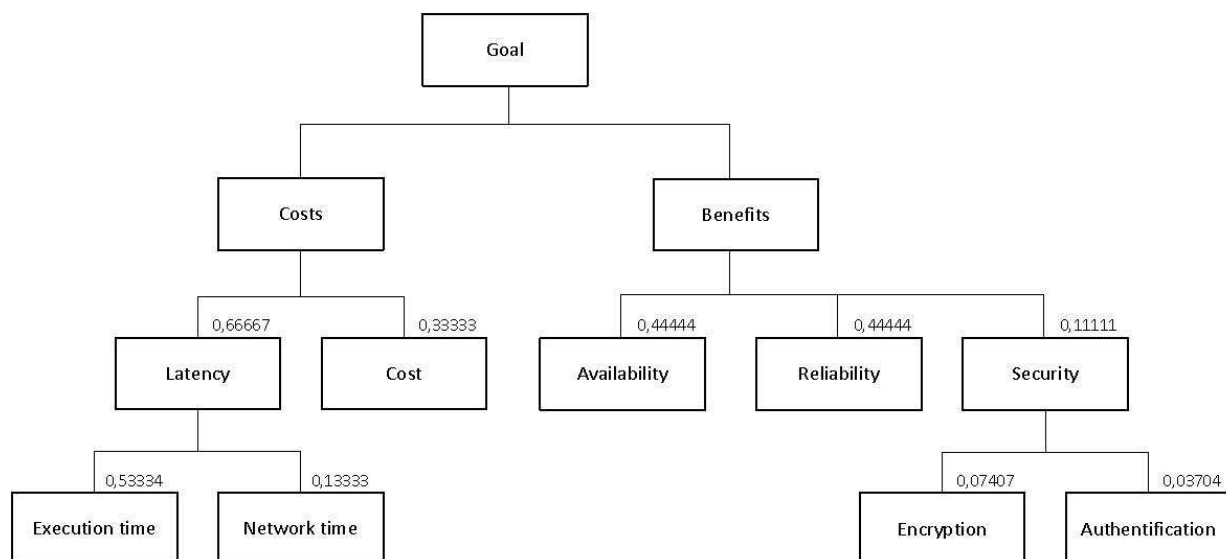 Goal
Costs
Benefits
0,66667
0,33333
0,44444
0,44444
0,11111
Latency
Cost
Availability
Reliability
Security
0,53334
0,13333
0,07407
0,03704
Execution time
Network time
Encryption
Authentification